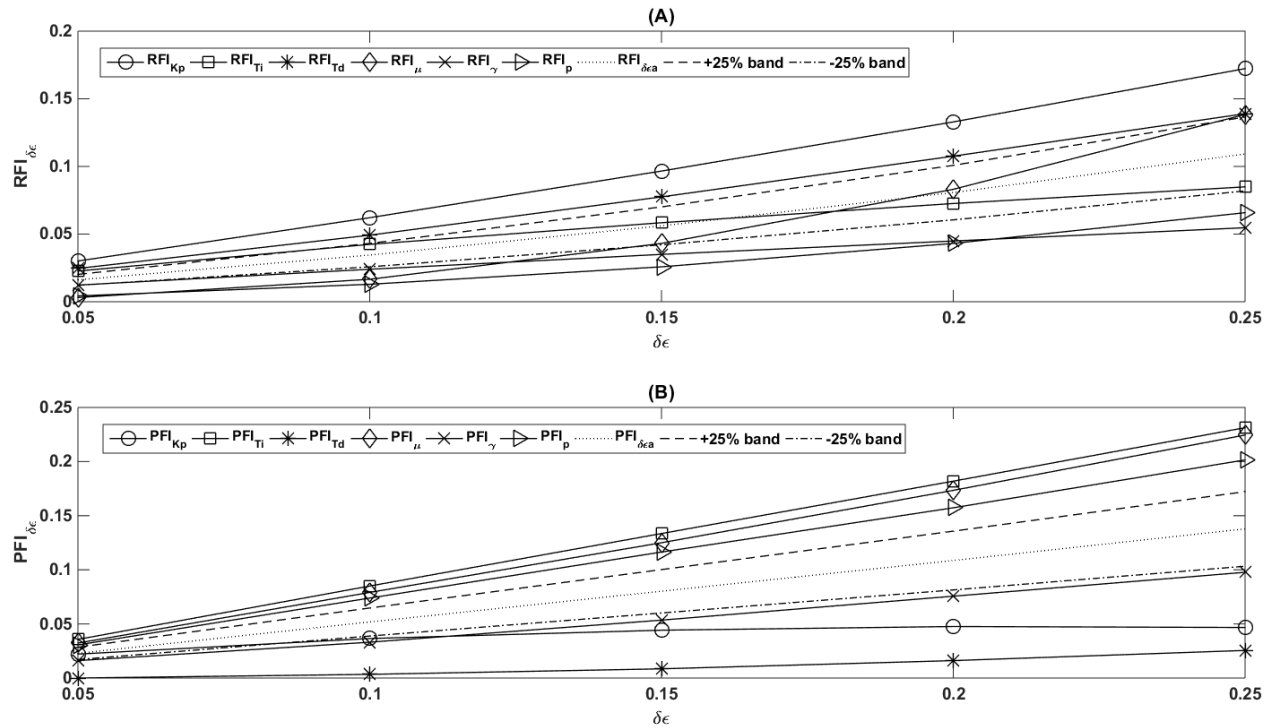 (A)
0.2
RFI_Kp RFI_Ti RFI_Td RFI_μ RFI_γ RFI_p RFI_δϵa +25% band -25% band
0.15
0.1
RFI_δϵ
0.05
0
0.05 0.1 0.15 0.2 0.25
δϵ
(B)
0.25
PFI_Kp PFI_Ti PFI_Td PFI_μ PFI_γ PFI_p PFI_δϵa +25% band -25% band
0.2
0.15
PFI_δϵ
0.1
0.05
0
0.05 0.1 0.15 0.2 0.25
δϵ